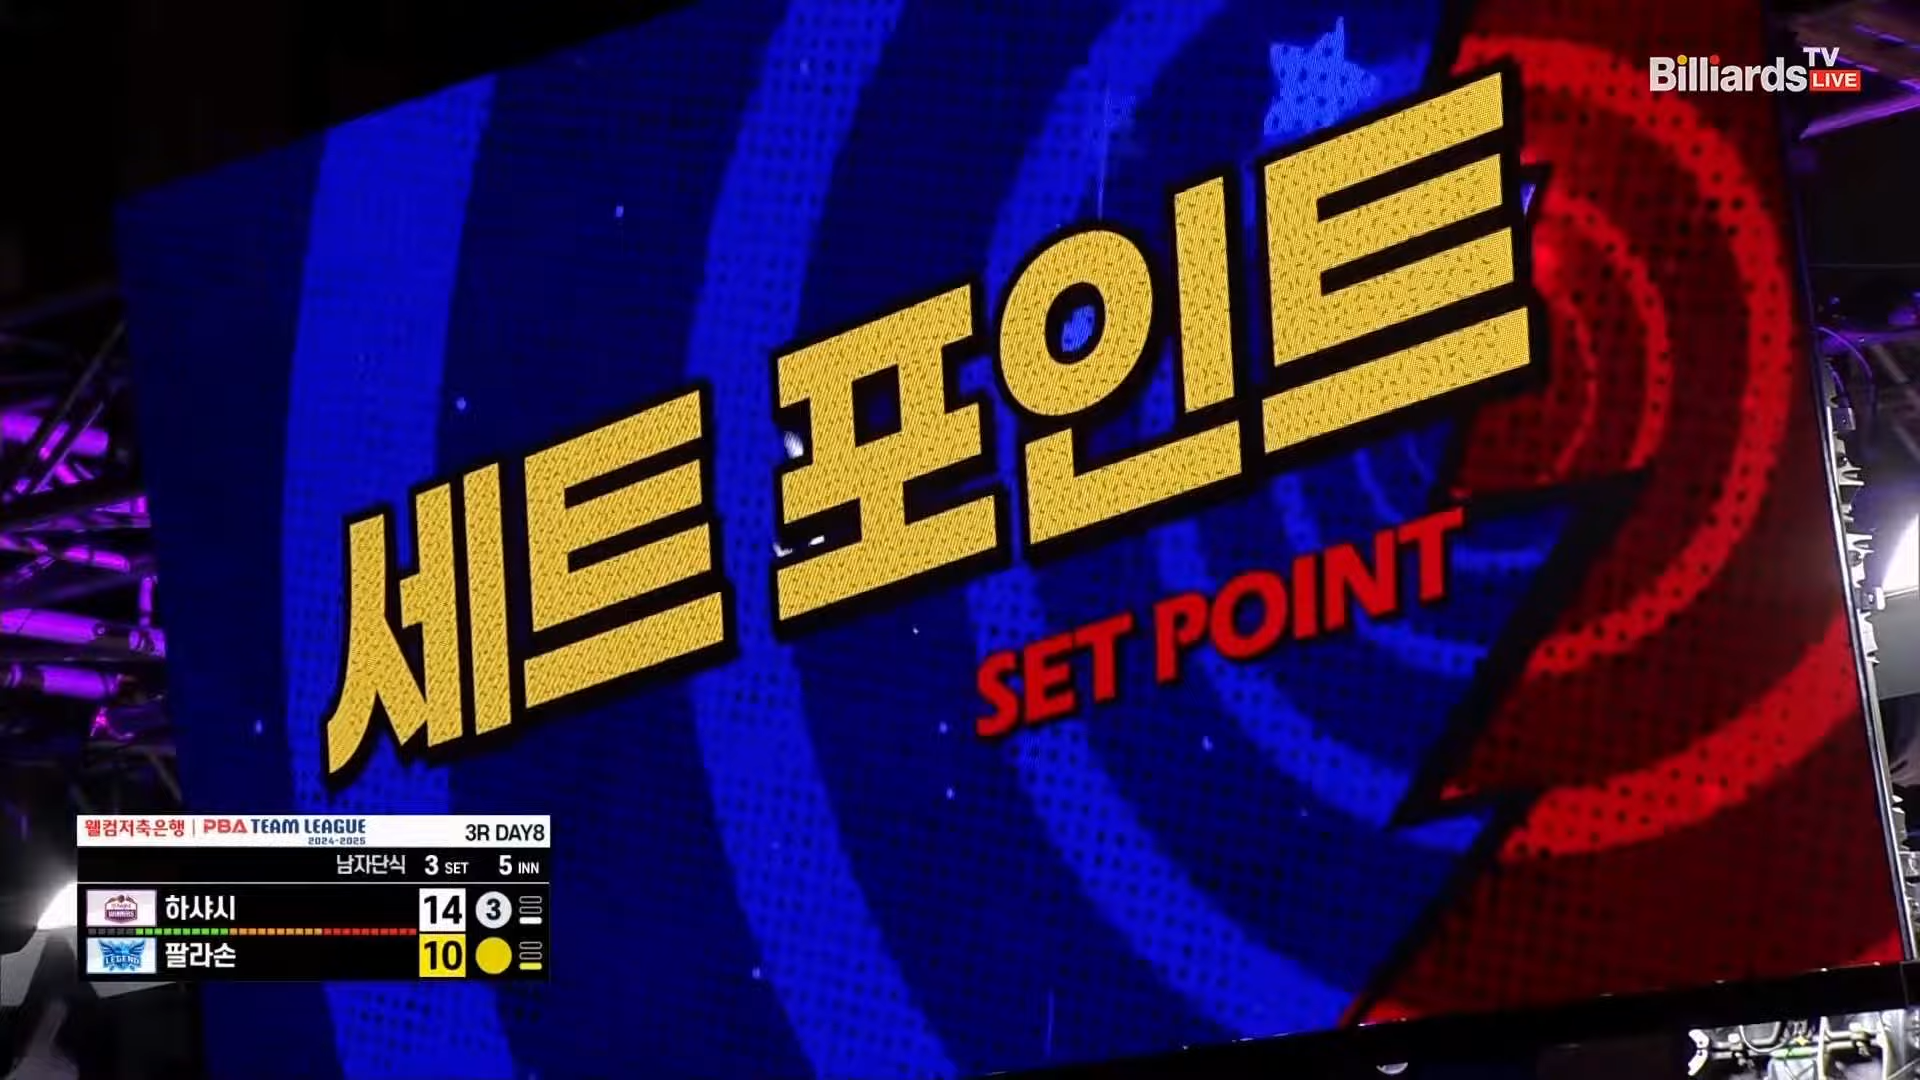 Billiards TV
LIVE
세트 포인트
SET POINT
웰컴저축은행 | PBA TEAM LEAGUE
2024-2025
3R DAY8
남자단식 3 SET 5 INN
하샤시 14 3
LEGEND 팔라손 10